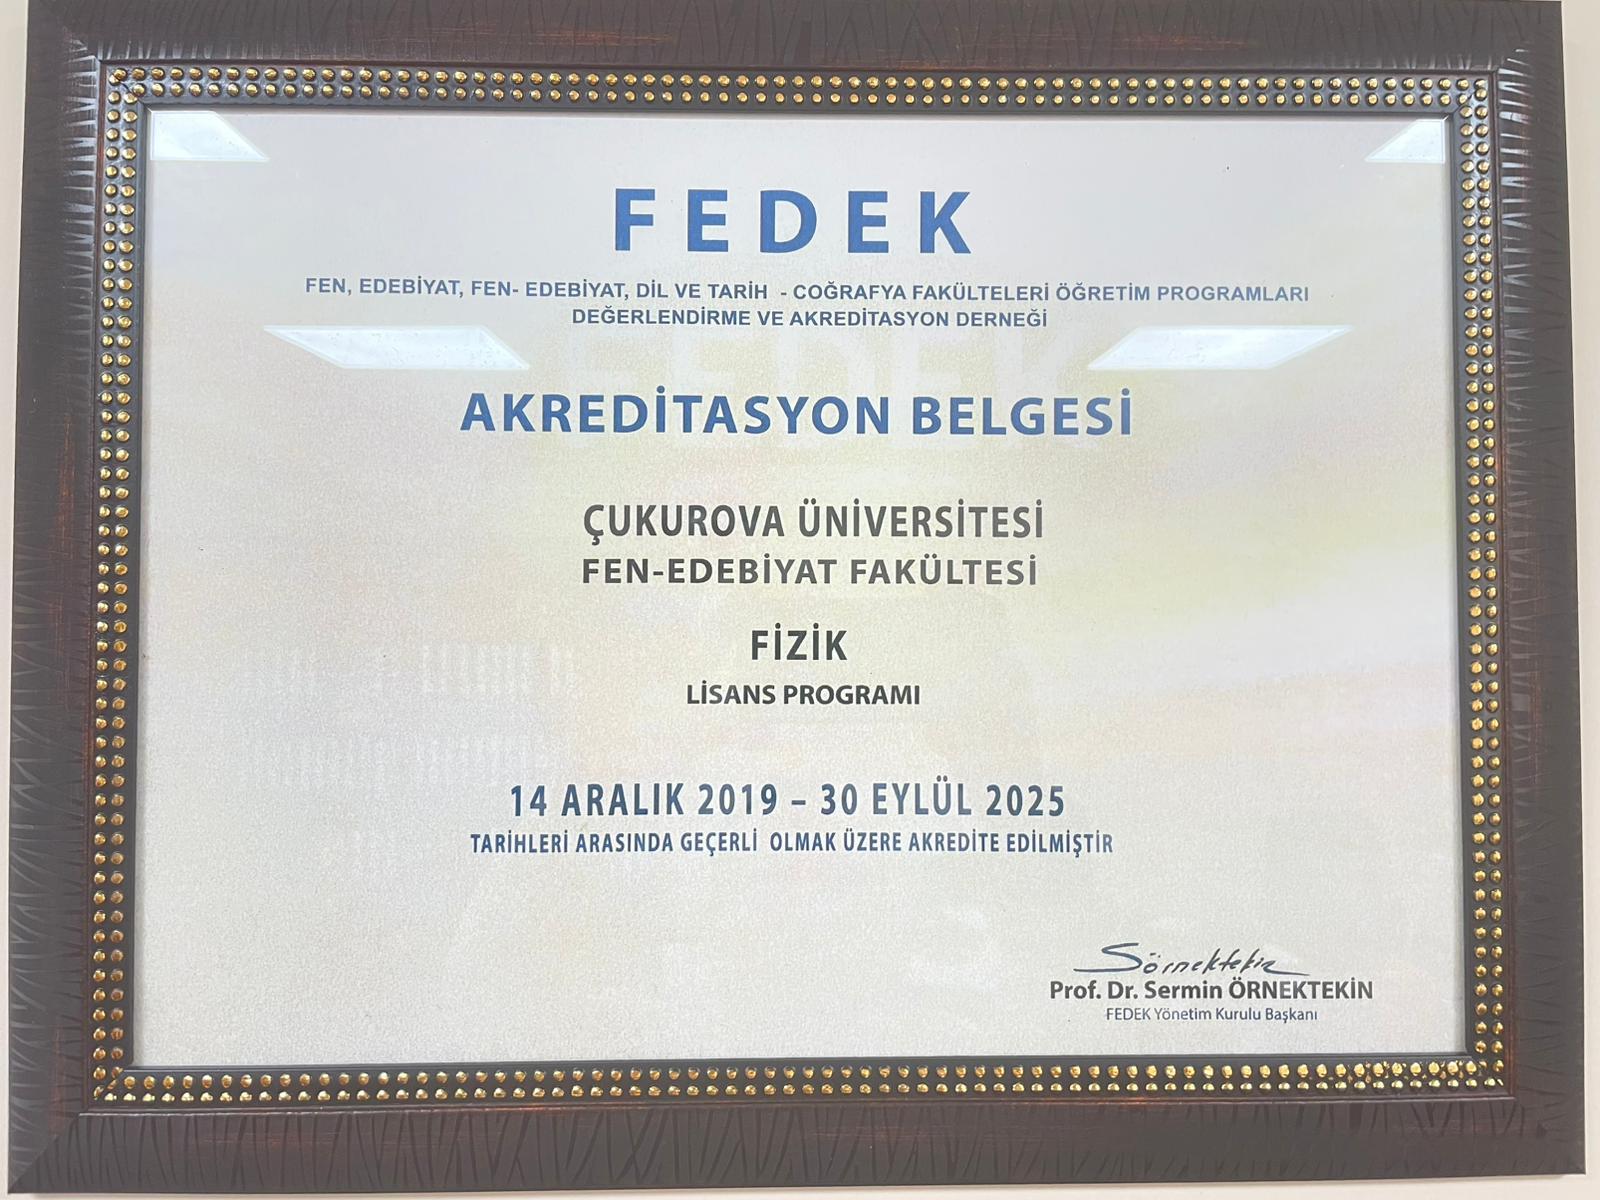 FEDEK
FEN, EDEBİYAT, FEN- EDEBİYAT, DİL VE TARİH - COĞRAFYA FAKÜLTELERİ ÖĞRETİM PROGRAMLARI
DEĞERLENDİRME VE AKREDİTASYON DERNEĞİ
AKREDİTASYON BELGESİ
ÇUKUROVA ÜNİVERSİTESİ
FEN-EDEBİYAT FAKÜLTESİ
FİZİK
LİSANS PROGRAMI
14 ARALIK 2019 – 30 EYLÜL 2025
TARİHLERİ ARASINDA GEÇERLİ OLMAK ÜZERE AKREDİTE EDİLMİŞTİR
Sörnektekin
Prof. Dr. Sermin ÖRNEKTEKİN
FEDEK Yönetim Kurulu Başkanı